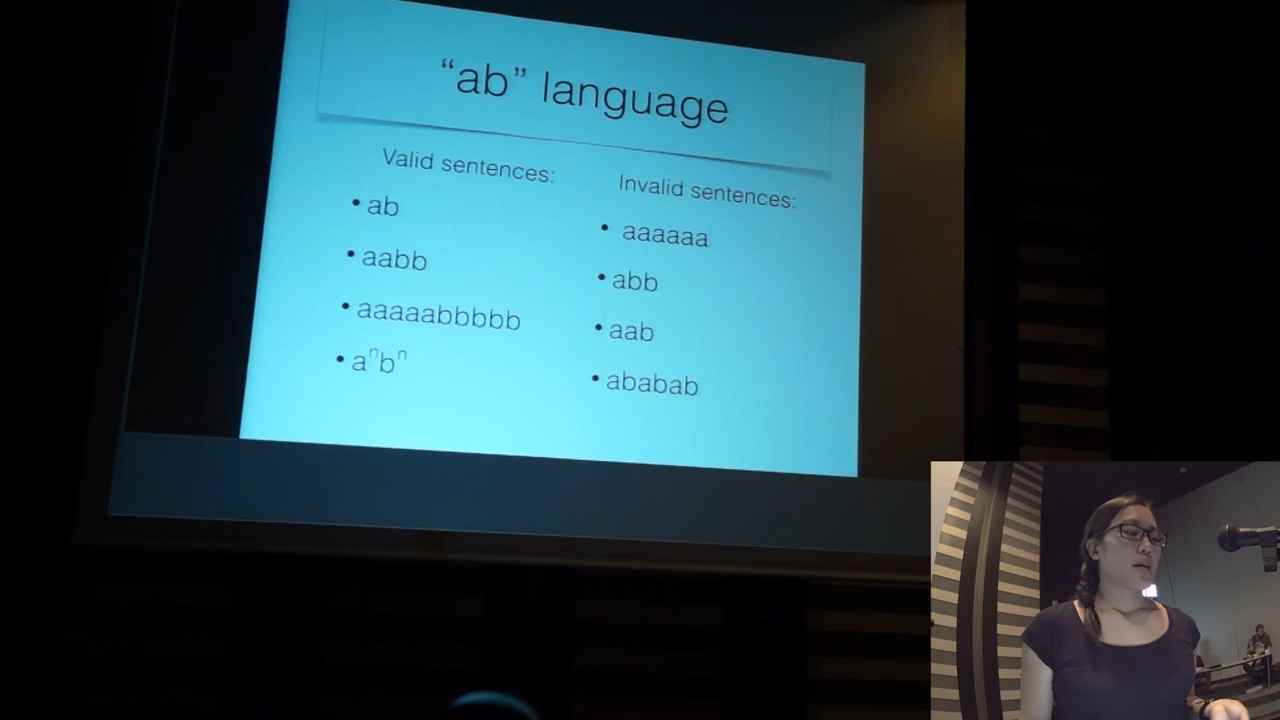 “ab” language
Valid sentences:
• ab
• aabb
• aaaaabbbbb
• aⁿbⁿ
Invalid sentences:
• aaaaaa
• abb
• aab
• ababab